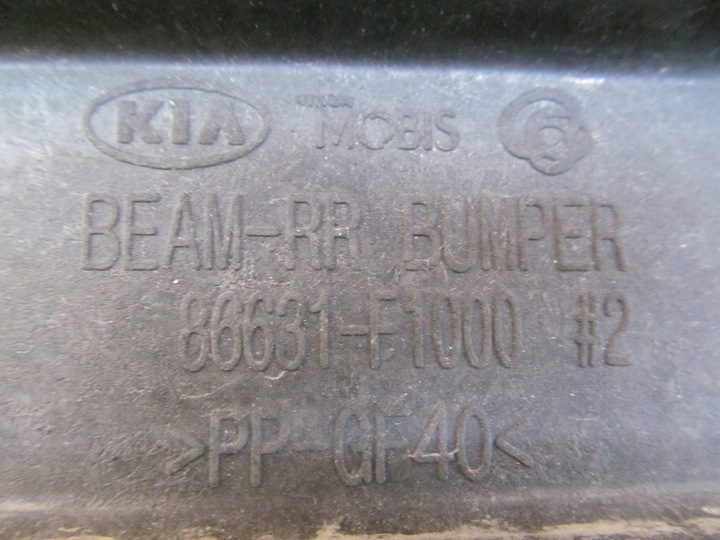 KIA MOBIS
BEAM-RR BUMPER
86631-F1000 #2
>PP-GF40<